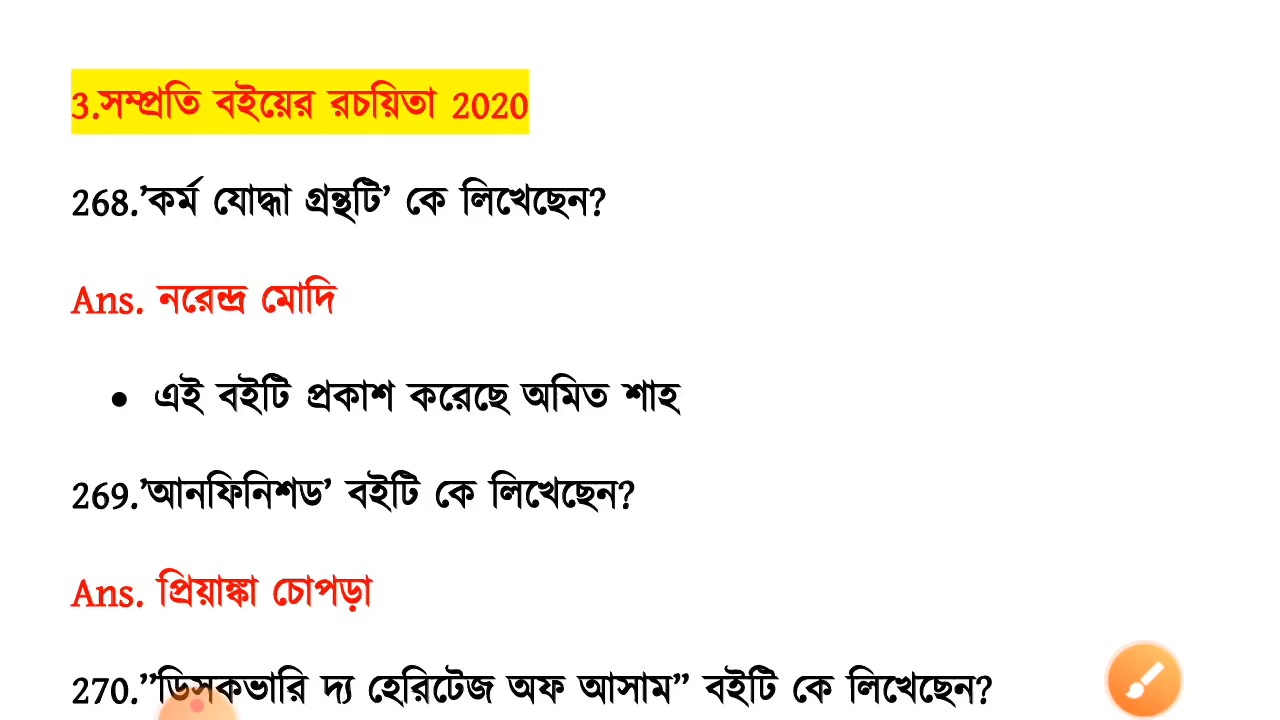 3.সম্প্রতি বইয়ের রচয়িতা 2020
268.’কর্ম যোদ্ধা গ্রন্থটি’ কে লিখেছেন?
Ans. নরেন্দ্র মোদি
• এই বইটি প্রকাশ করেছে অমিত শাহ
269.’আনফিনিশড’ বইটি কে লিখেছেন?
Ans. প্রিয়াঙ্কা চোপড়া
270.”ডিসকভারি দ্য হেরিটেজ অফ আসাম” বইটি কে লিখেছেন?